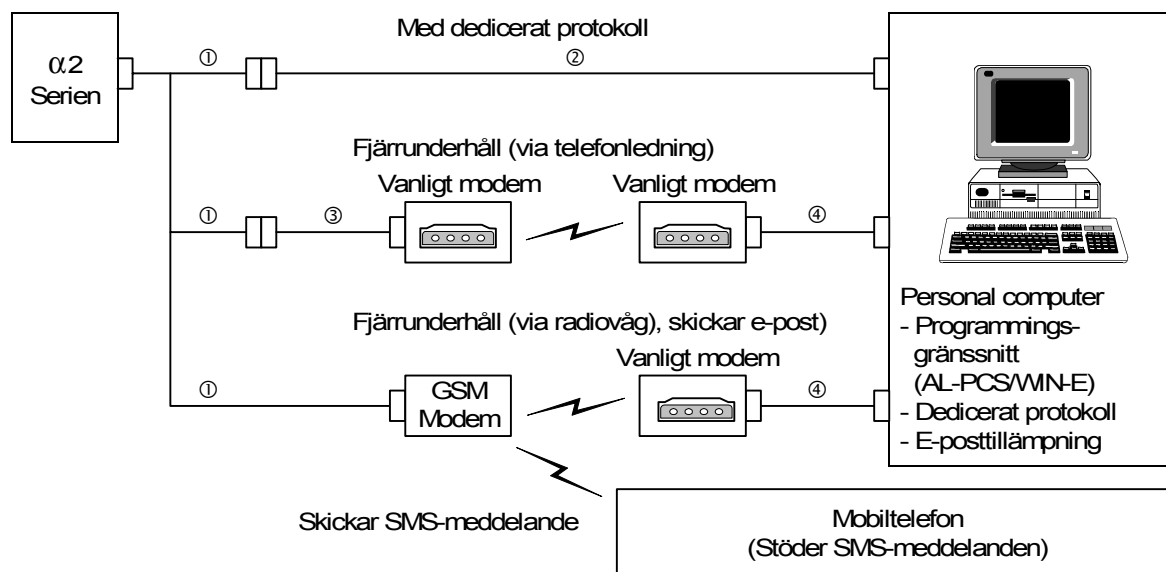 α2
Serien
①
Med dedicerat protokoll
②
Fjärrunderhåll (via telefonledning)
Vanligt modem
Vanligt modem
①
③
④
Fjärrunderhåll (via radiovåg), skickar e-post)
Vanligt modem
①
GSM
Modem
④
Personal computer
- Programmings-
gränssnitt
(AL-PCS/WIN-E)
- Dedicerat protokoll
- E-posttillämpning
Skickar SMS-meddelande
Mobiltelefon
(Stöder SMS-meddelanden)